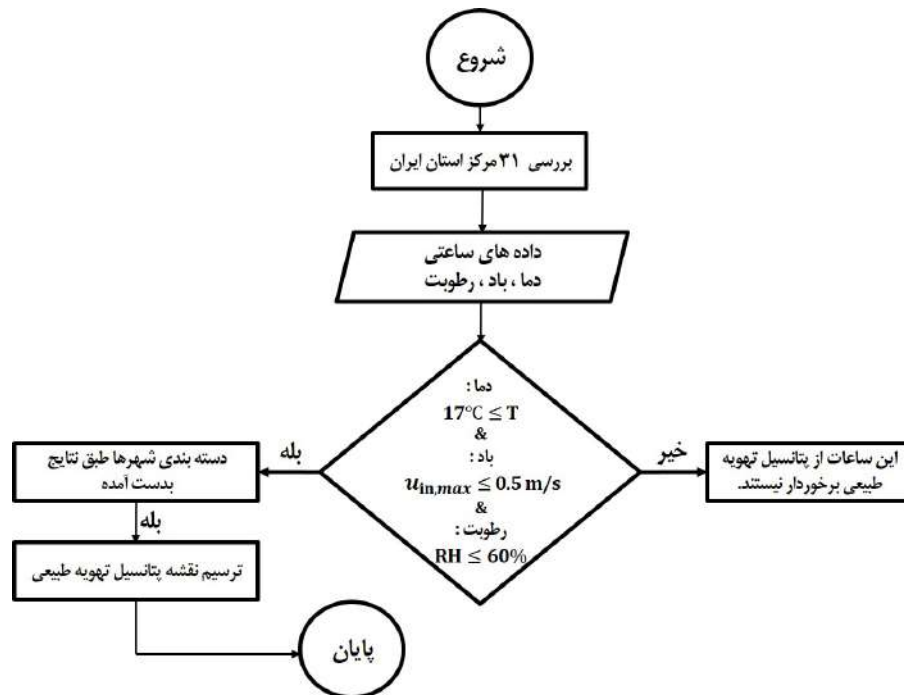 شروع
بررسی ۳۱ مرکز استان ایران
داده های ساعتی
دما ، باد ، رطوبت
دما :
17°C ≤ T
&
باد :
u_in,max ≤ 0.5 m/s
&
رطوبت :
RH ≤ 60%
خیر
این ساعات از پتانسیل تهویه
طبیعی برخوردار نیستند.
بله
دسته بندی شهرها طبق نتایج
بدست آمده
بله
ترسیم نقشه پتانسیل تهویه طبیعی
پایان